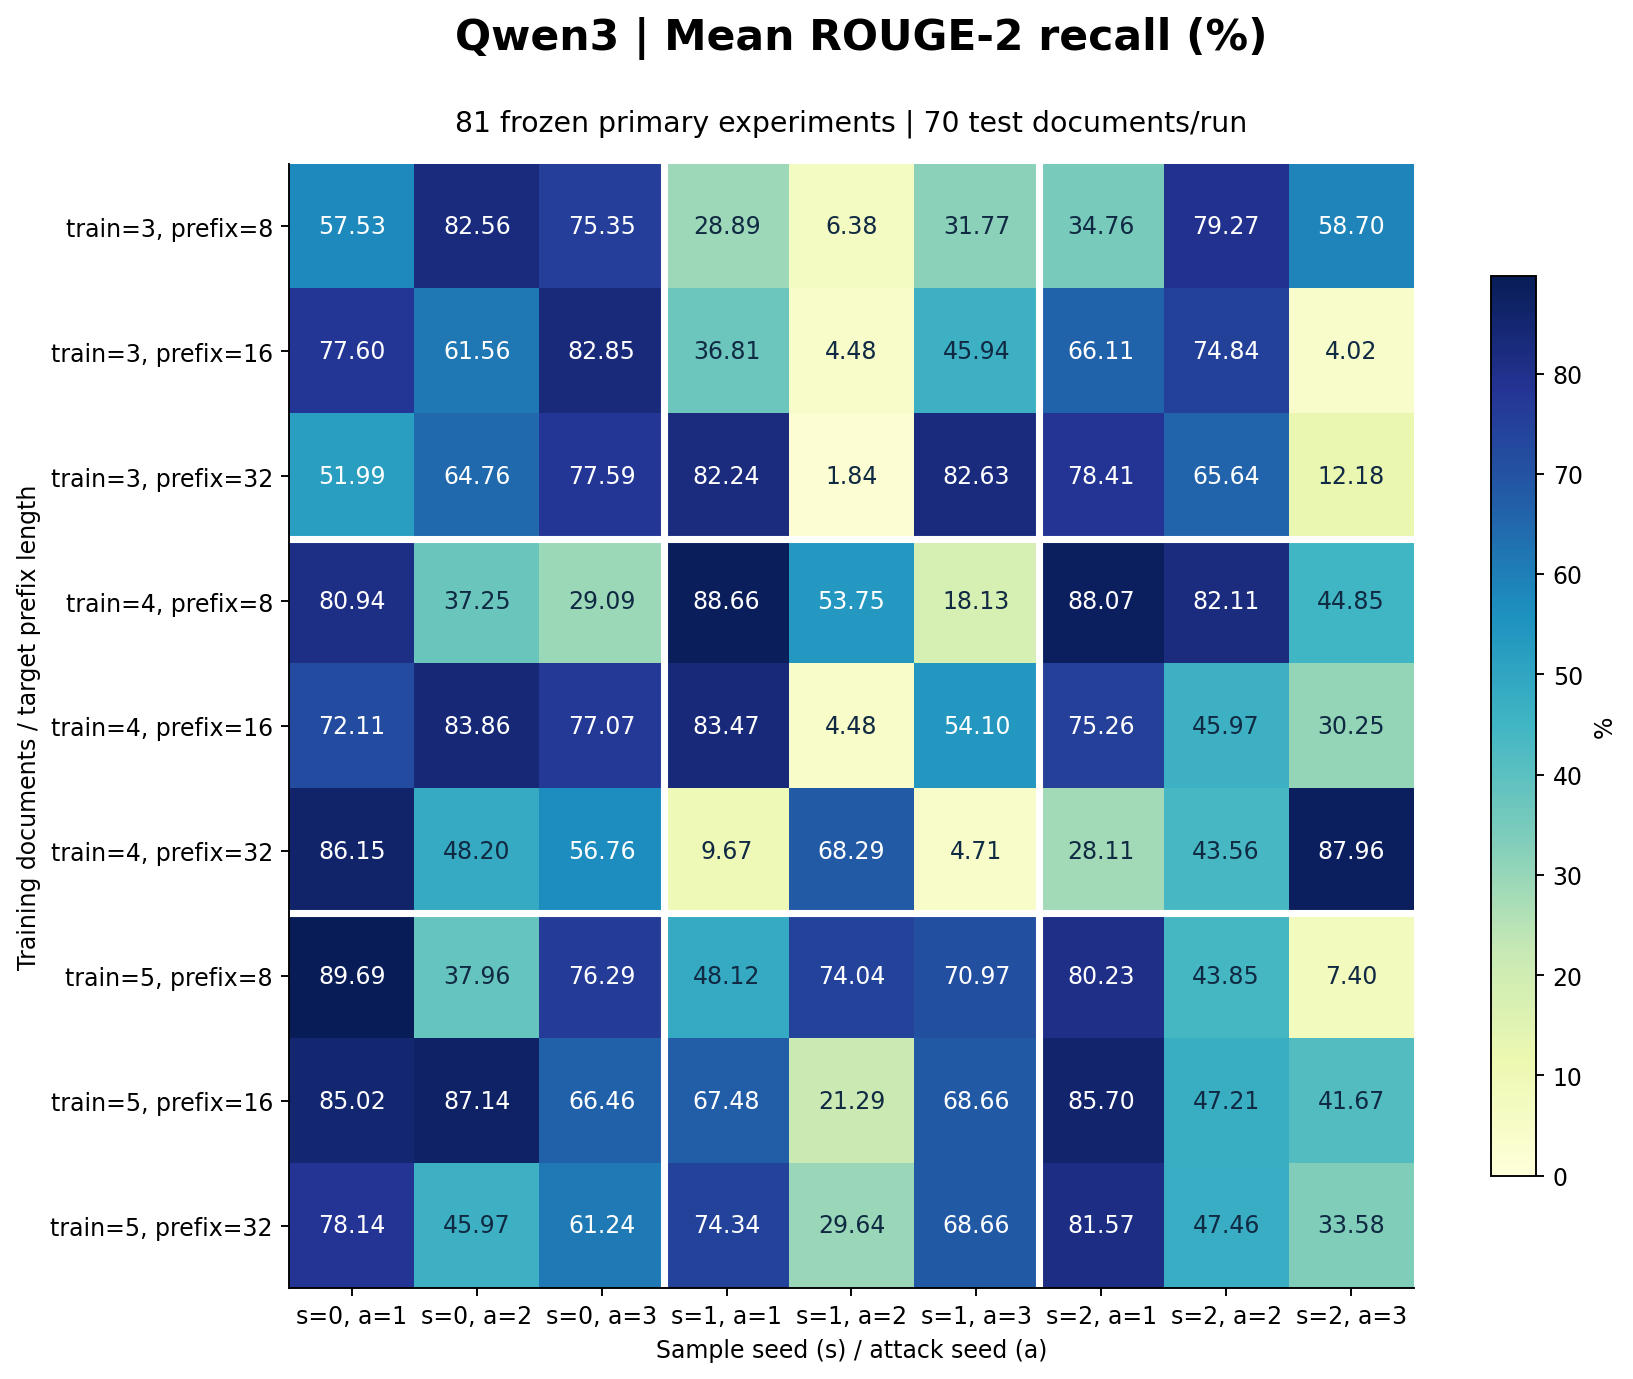 Qwen3 | Mean ROUGE-2 recall (%)
81 frozen primary experiments | 70 test documents/run
train=3, prefix=8 57.53 82.56 75.35 28.89 6.38 31.77 34.76 79.27 58.70
train=3, prefix=16 77.60 61.56 82.85 36.81 4.48 45.94 66.11 74.84 4.02
train=3, prefix=32 51.99 64.76 77.59 82.24 1.84 82.63 78.41 65.64 12.18
train=4, prefix=8 80.94 37.25 29.09 88.66 53.75 18.13 88.07 82.11 44.85
train=4, prefix=16 72.11 83.86 77.07 83.47 4.48 54.10 75.26 45.97 30.25
train=4, prefix=32 86.15 48.20 56.76 9.67 68.29 4.71 28.11 43.56 87.96
train=5, prefix=8 89.69 37.96 76.29 48.12 74.04 70.97 80.23 43.85 7.40
train=5, prefix=16 85.02 87.14 66.46 67.48 21.29 68.66 85.70 47.21 41.67
train=5, prefix=32 78.14 45.97 61.24 74.34 29.64 68.66 81.57 47.46 33.58
s=0, a=1 s=0, a=2 s=0, a=3 s=1, a=1 s=1, a=2 s=1, a=3 s=2, a=1 s=2, a=2 s=2, a=3
Sample seed (s) / attack seed (a)
Training documents / target prefix length
80
70
60
50
40
30
20
10
0
%